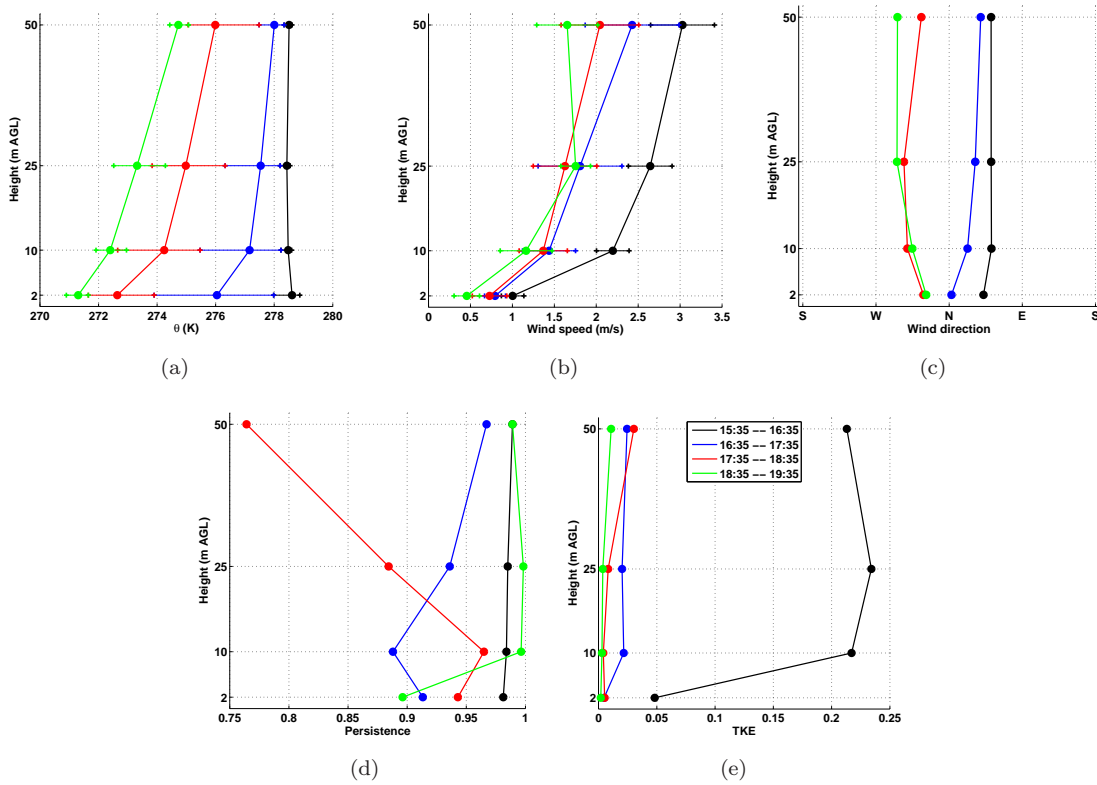 50
25
10
2
Height (m AGL)
270 272 274 276 278 280
θ (K)
(a)
50
25
10
2
Height (m AGL)
0 0.5 1 1.5 2 2.5 3 3.5
Wind speed (m/s)
(b)
50
25
10
2
Height (m AGL)
S W N E S
Wind direction
(c)
50
25
10
2
Height (m AGL)
0.75 0.8 0.85 0.9 0.95 1
Persistence
(d)
50
25
10
2
Height (m AGL)
15:35 −− 16:35
16:35 −− 17:35
17:35 −− 18:35
18:35 −− 19:35
0 0.05 0.1 0.15 0.2 0.25
TKE
(e)